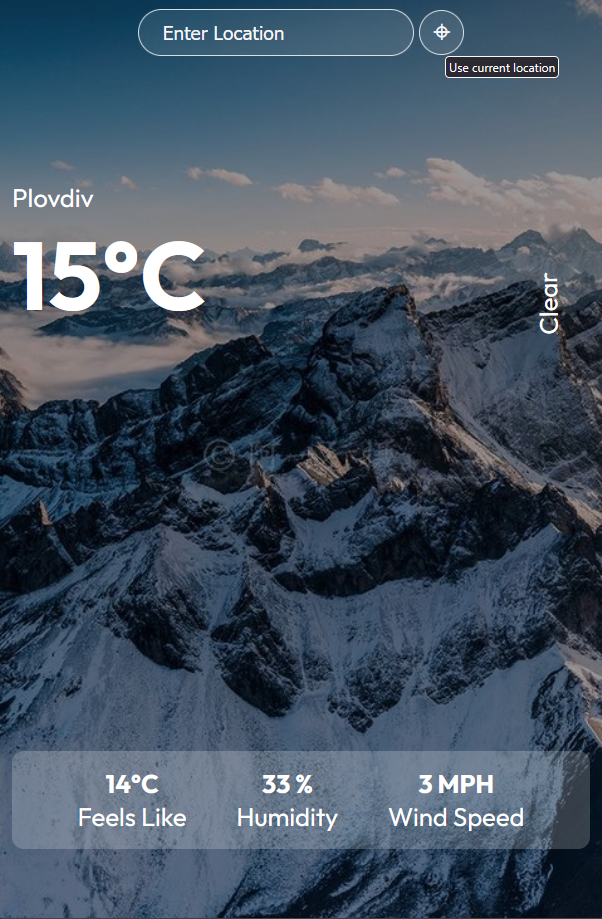 Enter Location
Use current location
Plovdiv
15°C
Clear
14°C
33 %
3 MPH
Feels Like
Humidity
Wind Speed